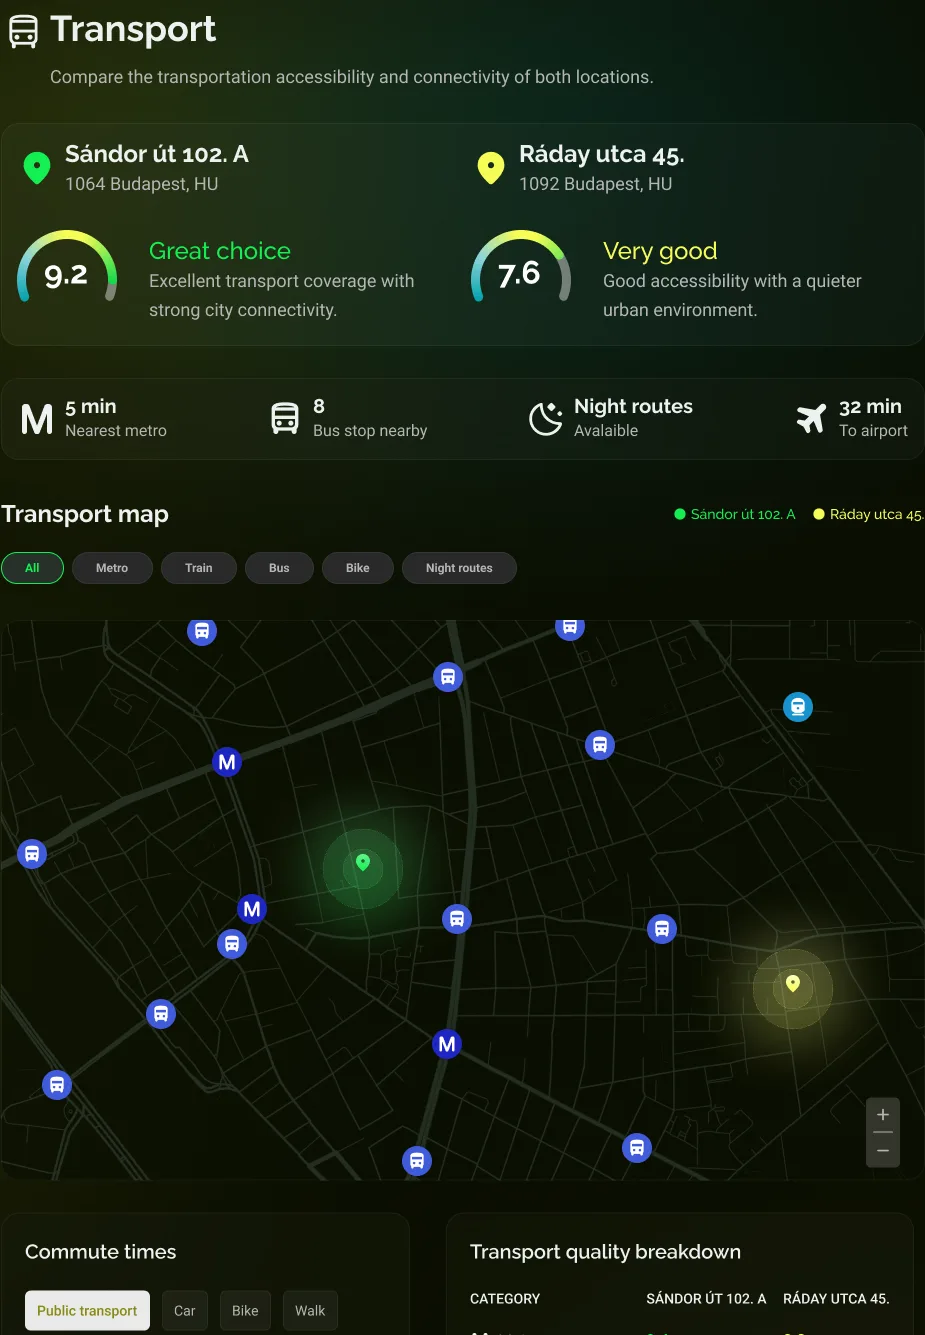 Transport
Compare the transportation accessibility and connectivity of both locations.
Sándor út 102. A
1064 Budapest, HU
9.2
Great choice
Excellent transport coverage with
strong city connectivity.
Ráday utca 45.
1092 Budapest, HU
7.6
Very good
Good accessibility with a quieter
urban environment.
M
5 min
Nearest metro
8
Bus stop nearby
Night routes
Avalaible
32 min
To airport
Transport map
Sándor út 102. A
Ráday utca 45.
All
Metro
Train
Bus
Bike
Night routes
M
M
M
+
−
Commute times
Public transport
Car
Bike
Walk
Transport quality breakdown
CATEGORY
SÁNDOR ÚT 102. A
RÁDAY UTCA 45.